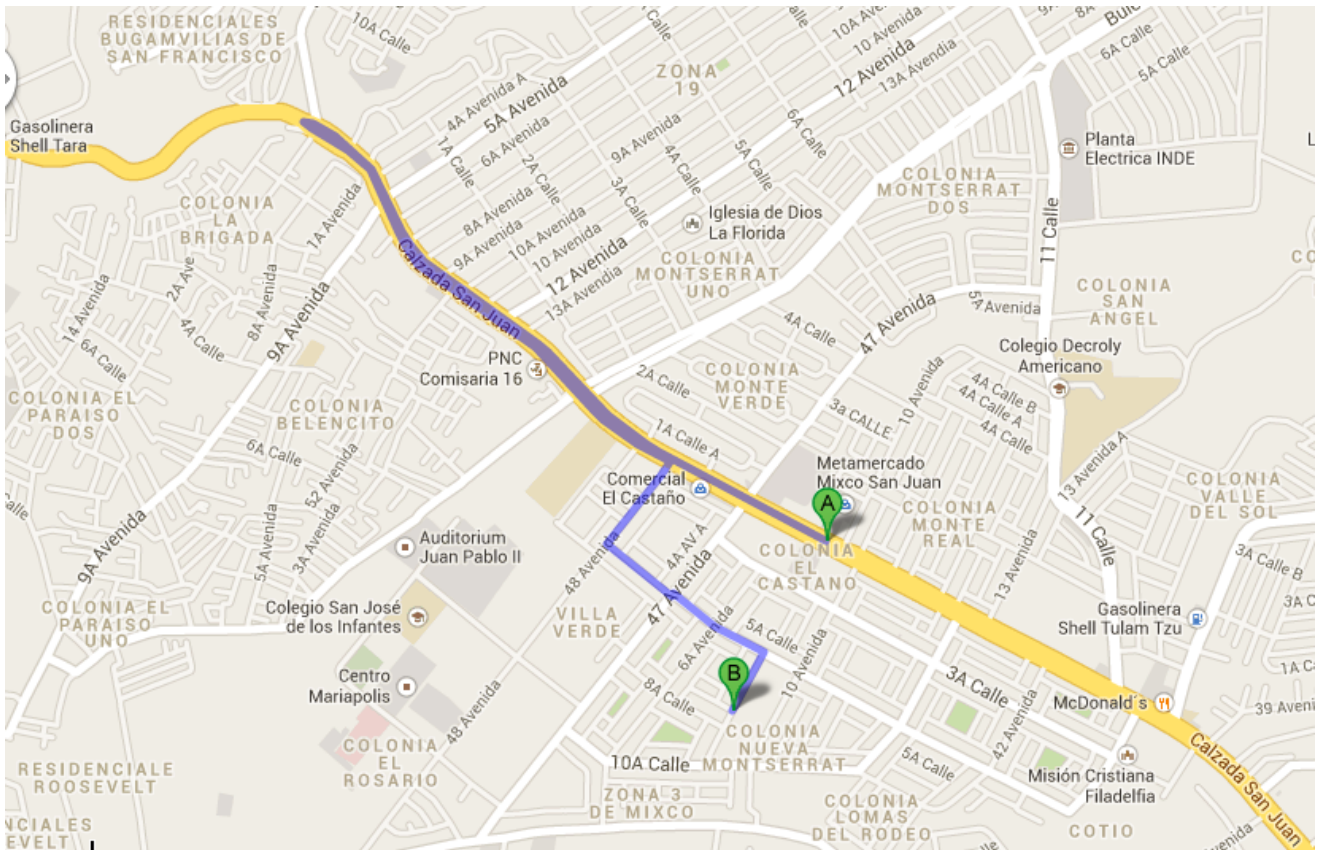 RESIDENCIALES
BUGAMVILIAS DE
SAN FRANCISCO
10A Calle
4A Avenida A
5A Avenida
1A Calle
6A Avenida
2A Calle
8A Avenida
9A Avenida
10A Avenida
10 Avenida
3A Calle
9A Avenida
4A Calle
5A Calle
6A Calle
12 Avenida
13A Avendia
ZONA
19
10 Avenida
12 Avenida
13A Avendia
6A Calle
5A Calle
Gasolinera
Shell Tara
COLONIA
LA
BRIGADA
1A Avenida
2A Ave
8A Avenida
9A Avenida
4A Calle
14 Avenida
6A Calle
Calzada San Juan
Iglesia de Dios
La Florida
COLONIA
MONTSERRAT
UNO
COLONIA
MONTSERRAT
DOS
Planta
Electrica INDE
11 Calle
5A Avenida
47 Avenida
4A Calle
COLONIA
SAN
ANGEL
Colegio Decroly
Americano
4A Calle B
4A Calle A
4A Calle
10 Avenida
3a CALLE
COLONIA
MONTE
VERDE
2A Calle
1A Calle A
PNC
Comisaria 16
COLONIA EL
PARAISO
DOS
COLONIA
BELENCITO
6A Calle
52 Avenida
5A Avenida
3A Avenida
9A Avenida
Comercial
El Castaño
Metamercado
Mixco San Juan
A
COLONIA
MONTE
REAL
13 Avenida A
11 Calle
COLONIA
VALLE
DEL SOL
3A Calle B
3A C
1A Ca
Auditorium
Juan Pablo II
48 Avenida
4A AV A
47 Avenida
COLONIA
EL
CASTANO
13 Avenida
Gasolinera
Shell Tulam Tzu
COLONIA EL
PARAISO
UNO
Colegio San José
de los Infantes
VILLA
VERDE
6A Avenida
5A Calle
10 Avenida
B
8A Calle
3A Calle
Centro
Mariapolis
48 Avenida
COLONIA
EL
ROSARIO
COLONIA
NUEVA
MONTSERRAT
42 Avenida
McDonald's
39 Aveni
Calzada San Juan
RESIDENCIALE
ROOSEVELT
10A Calle
5A Calle
Misión Cristiana
Filadelfia
ZONA 3
DE MIXCO
COLONIA
LOMAS
DEL RODEO
COTIO
NCIALES
EVELT